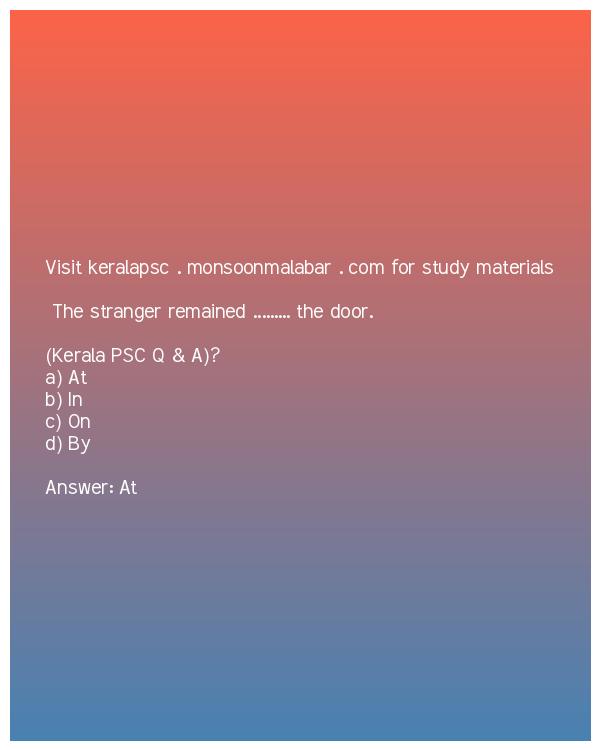 Visit keralapsc . monsoonmalabar . com for study materials
The stranger remained ......... the door.
(Kerala PSC Q & A)?
a) At
b) In
c) On
d) By
Answer: At